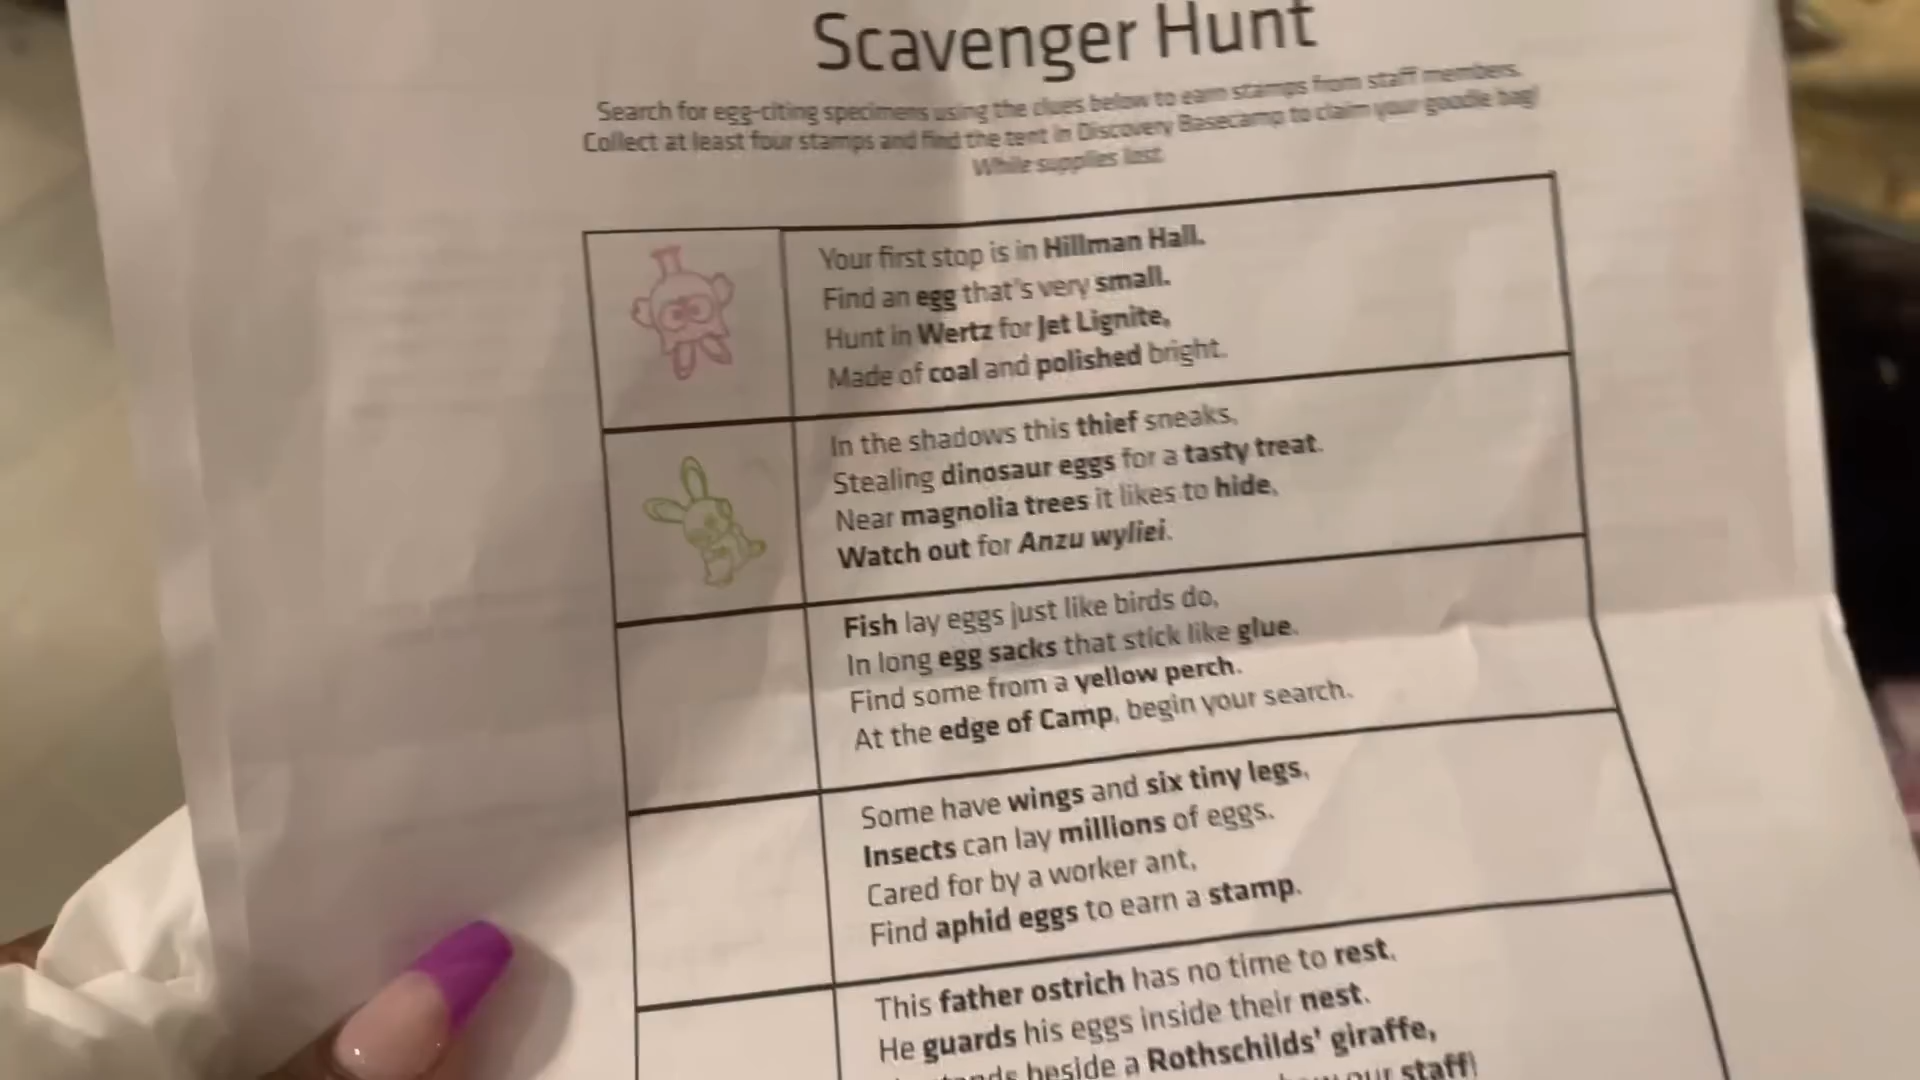 Scavenger Hunt
Search for egg-citing specimens using the clues below to earn stamps from staff members.
Collect at least four stamps and find the tent in Discovery Basecamp to claim your goodie bag!
While supplies last.
Your first stop is in Hillman Hall.
Find an egg that's very small.
Hunt in Wertz for Jet Lignite,
Made of coal and polished bright.
In the shadows this thief sneaks,
Stealing dinosaur eggs for a tasty treat.
Near magnolia trees it likes to hide,
Watch out for Anzu wyliei.
Fish lay eggs just like birds do,
In long egg sacks that stick like glue.
Find some from a yellow perch.
At the edge of Camp, begin your search.
Some have wings and six tiny legs,
Insects can lay millions of eggs.
Cared for by a worker ant,
Find aphid eggs to earn a stamp.
This father ostrich has no time to rest,
He guards his eggs inside their nest.
beside a Rothschilds' giraffe,
our staff!